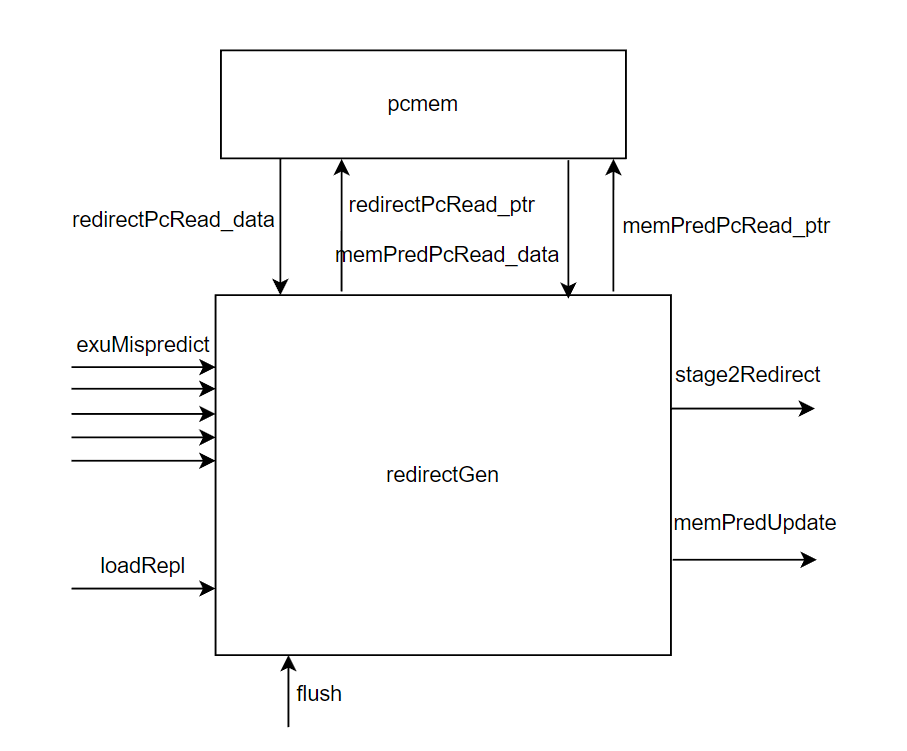 pcmem
redirectPcRead_data
redirectPcRead_ptr
memPredPcRead_data
memPredPcRead_ptr
exuMispredict
stage2Redirect
redirectGen
memPredUpdate
loadRepl
flush